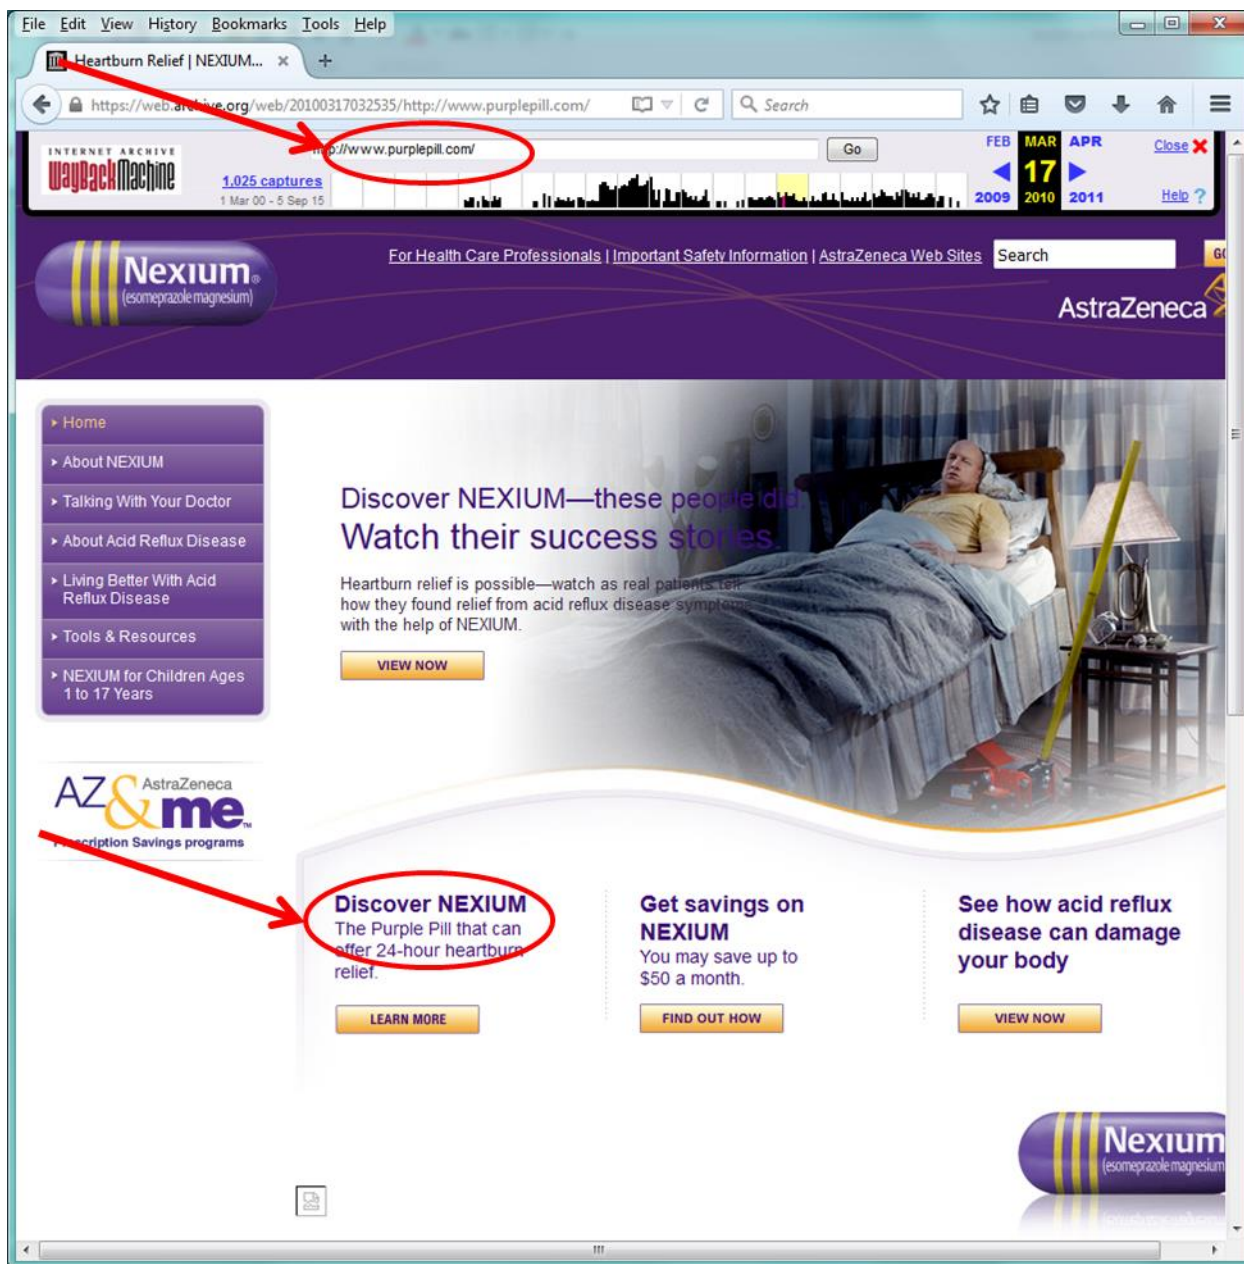 File Edit View History Bookmarks Tools Help
Heartburn Relief | NEXIUM...
https://web.archive.org/web/20100317032535/http://www.purplepill.com/
Search
INTERNET ARCHIVE
WayBackMachine
http://www.purplepill.com/
Go
1,025 captures
1 Mar 00 - 5 Sep 15
FEB MAR APR
17
2009 2010 2011
Close
Help ?
Nexium®
(esomeprazole magnesium)
For Health Care Professionals | Important Safety Information | AstraZeneca Web Sites
Search
AstraZeneca
Home
About NEXIUM
Talking With Your Doctor
About Acid Reflux Disease
Living Better With Acid
Reflux Disease
Tools & Resources
NEXIUM for Children Ages
1 to 17 Years
Discover NEXIUM—these people did.
Watch their success stories.
Heartburn relief is possible—watch as real patients tell
how they found relief from acid reflux disease symptoms
with the help of NEXIUM.
VIEW NOW
AZ&me™
AstraZeneca
Prescription Savings programs
Discover NEXIUM
The Purple Pill that can
offer 24-hour heartburn
relief.
LEARN MORE
Get savings on
NEXIUM
You may save up to
$50 a month.
FIND OUT HOW
See how acid reflux
disease can damage
your body
VIEW NOW
Nexium
(esomeprazole magnesium